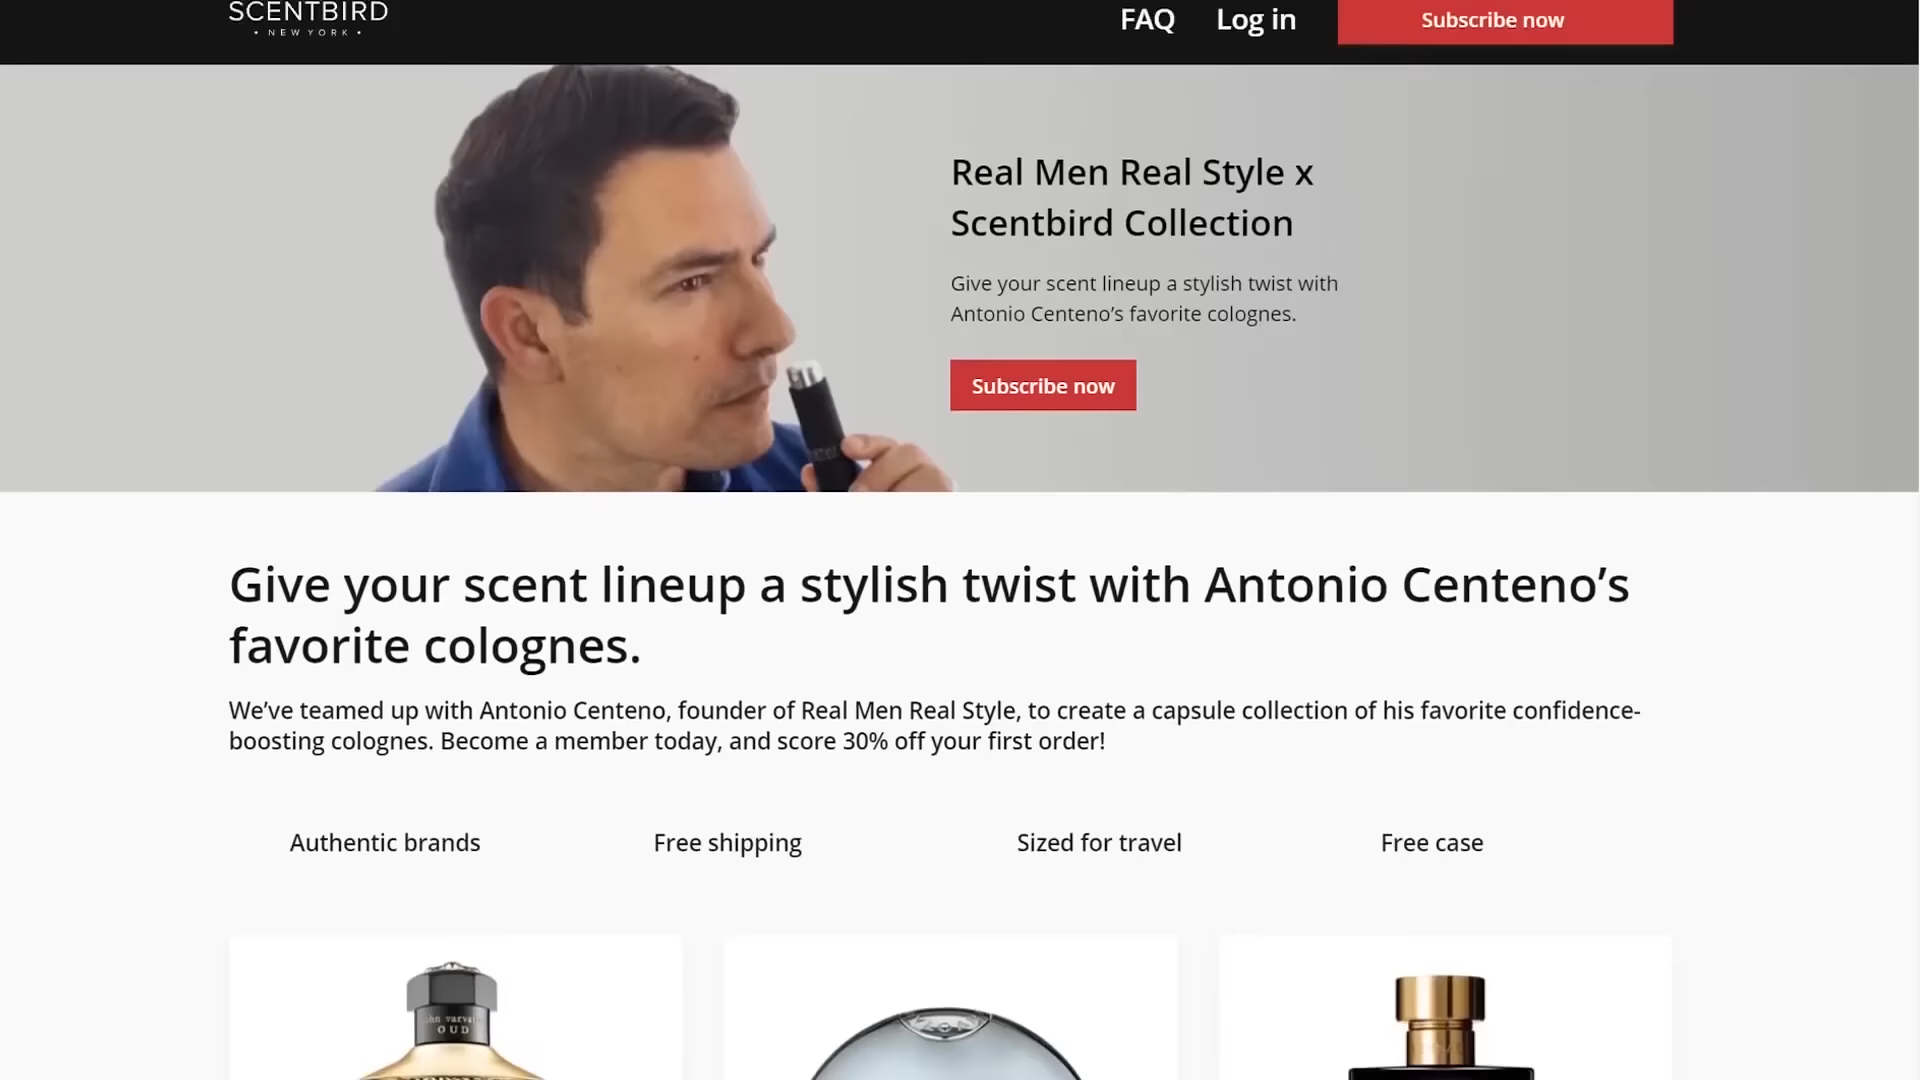 SCENTBIRD
• NEW YORK •
FAQ
Log in
Subscribe now
Real Men Real Style x
Scentbird Collection
Give your scent lineup a stylish twist with
Antonio Centeno’s favorite colognes.
Subscribe now
Give your scent lineup a stylish twist with Antonio Centeno’s
favorite colognes.
We’ve teamed up with Antonio Centeno, founder of Real Men Real Style, to create a capsule collection of his favorite confidence-
boosting colognes. Become a member today, and score 30% off your first order!
Authentic brands
Free shipping
Sized for travel
Free case
OUD